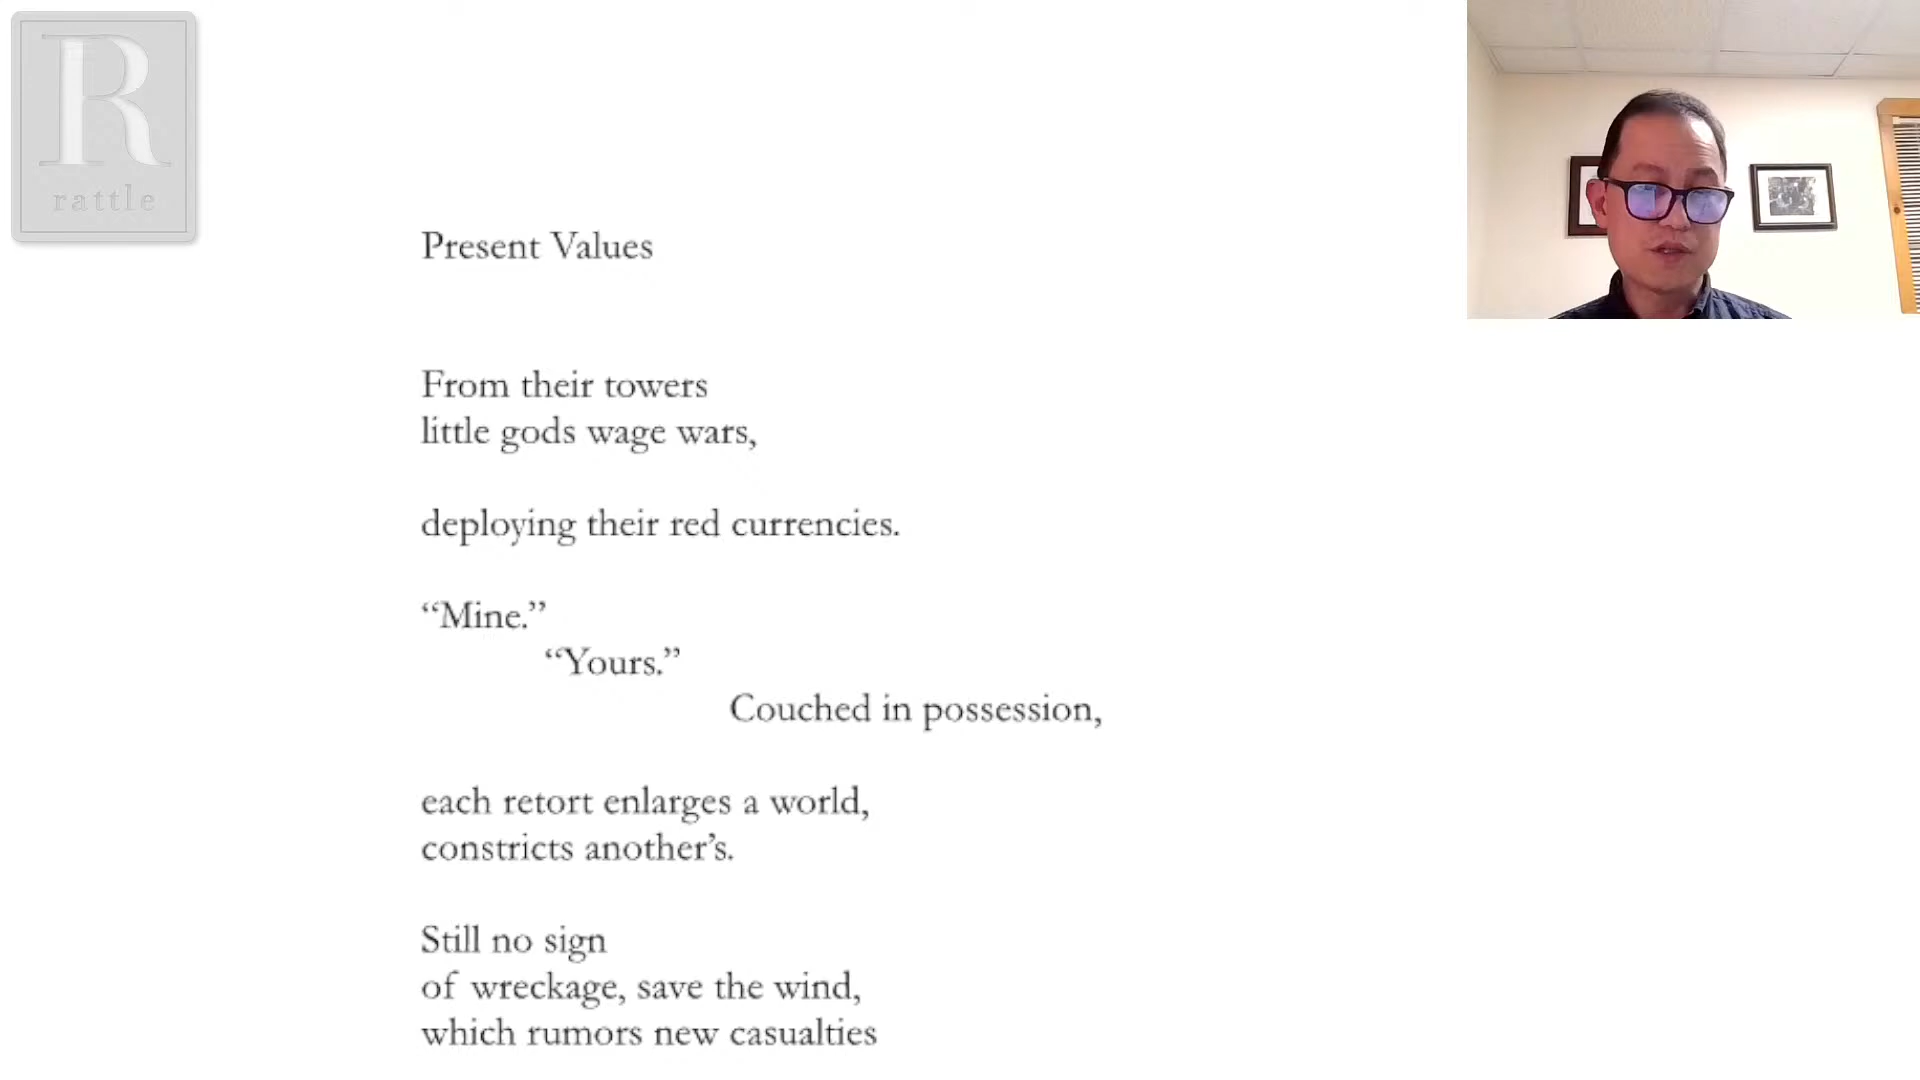 R
rattle
Present Values
From their towers
little gods wage wars,
deploying their red currencies.
“Mine.”
“Yours.”
Couched in possession,
each retort enlarges a world,
constricts another’s.
Still no sign
of wreckage, save the wind,
which rumors new casualties